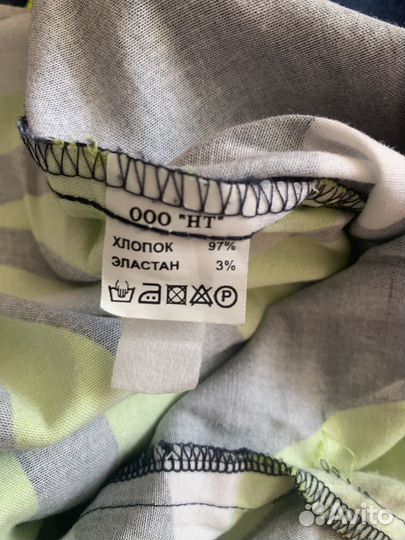 ООО "НТ"
ХЛОПОК 97%
ЭЛАСТАН 3%
P
Avito